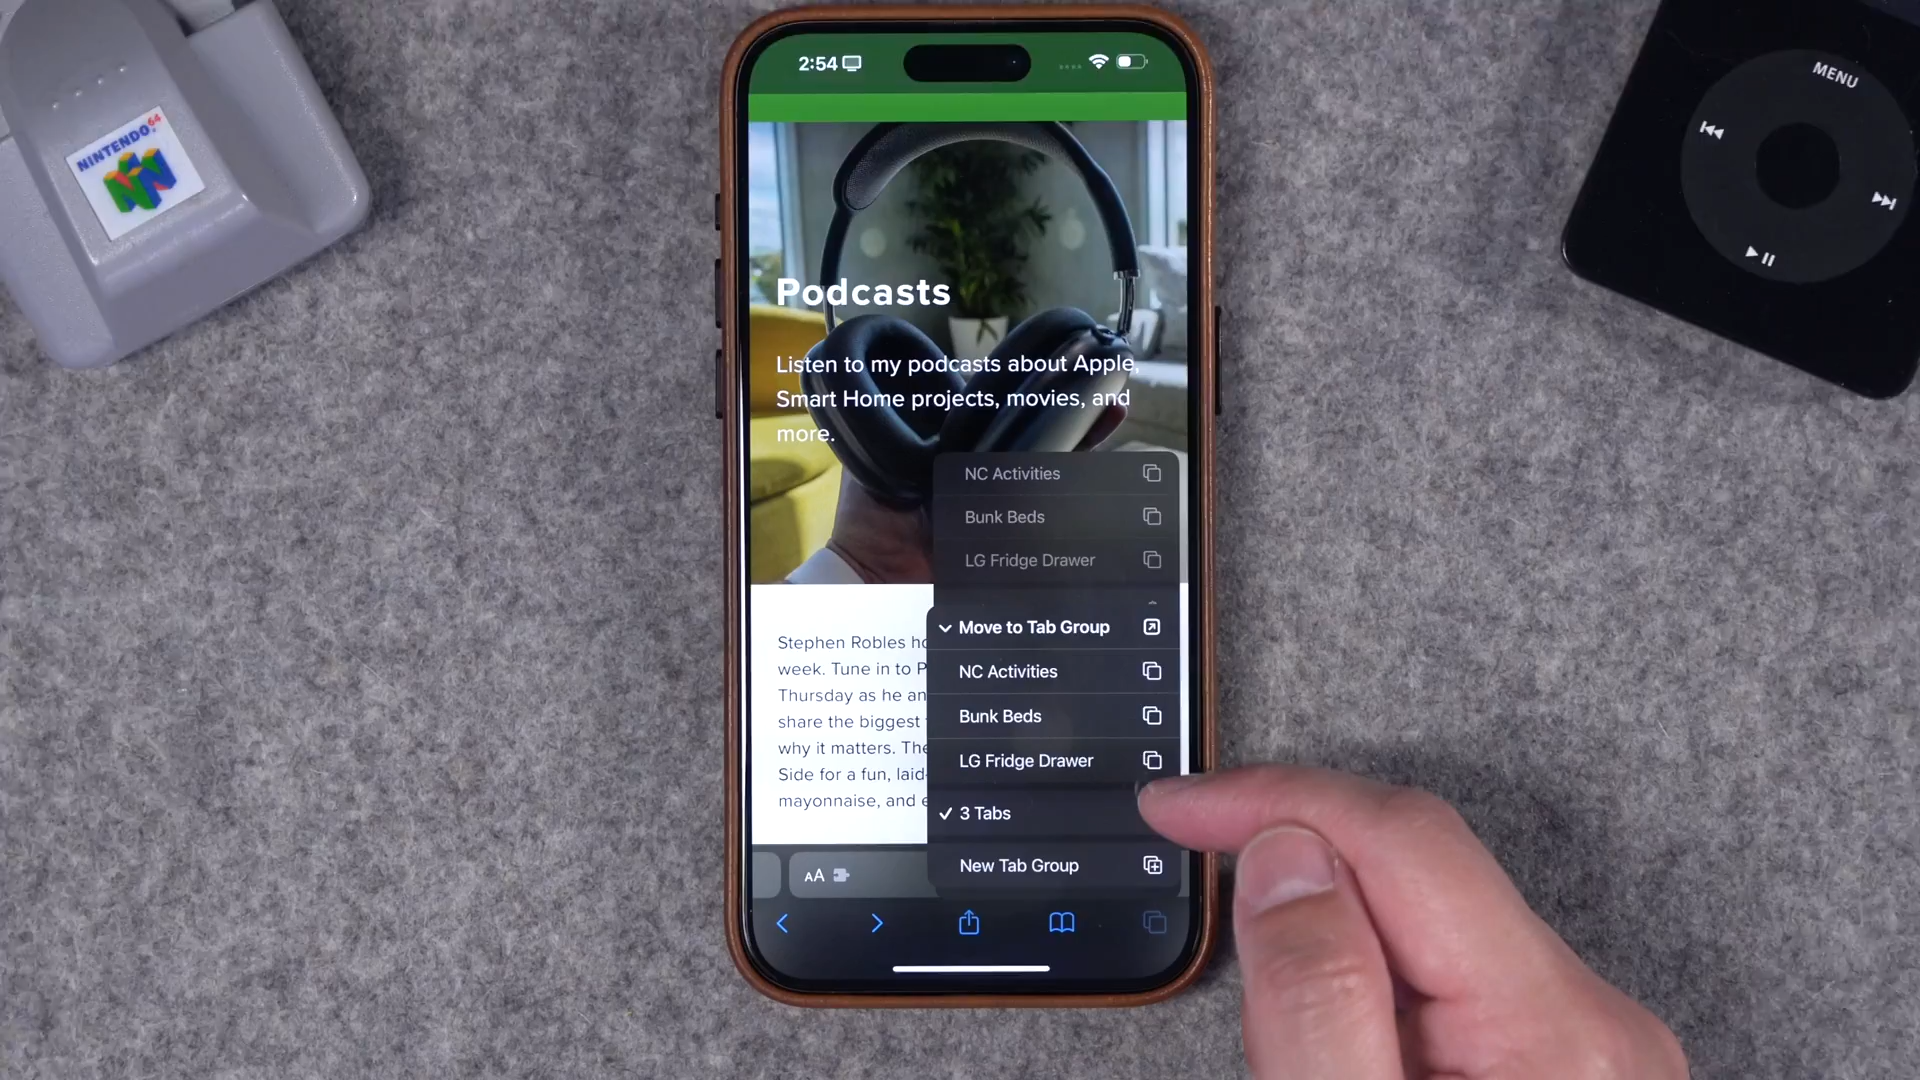 NINTENDO 64
MENU
2:54
Podcasts
Listen to my podcasts about Apple,
Smart Home projects, movies, and
more.
NC Activities
Bunk Beds
LG Fridge Drawer
Move to Tab Group
NC Activities
Bunk Beds
LG Fridge Drawer
3 Tabs
New Tab Group
Stephen Robles
week. Tune in to
Thursday as he
share the biggest
why it matters.
Side for a fun,
mayonnaise, and
AA